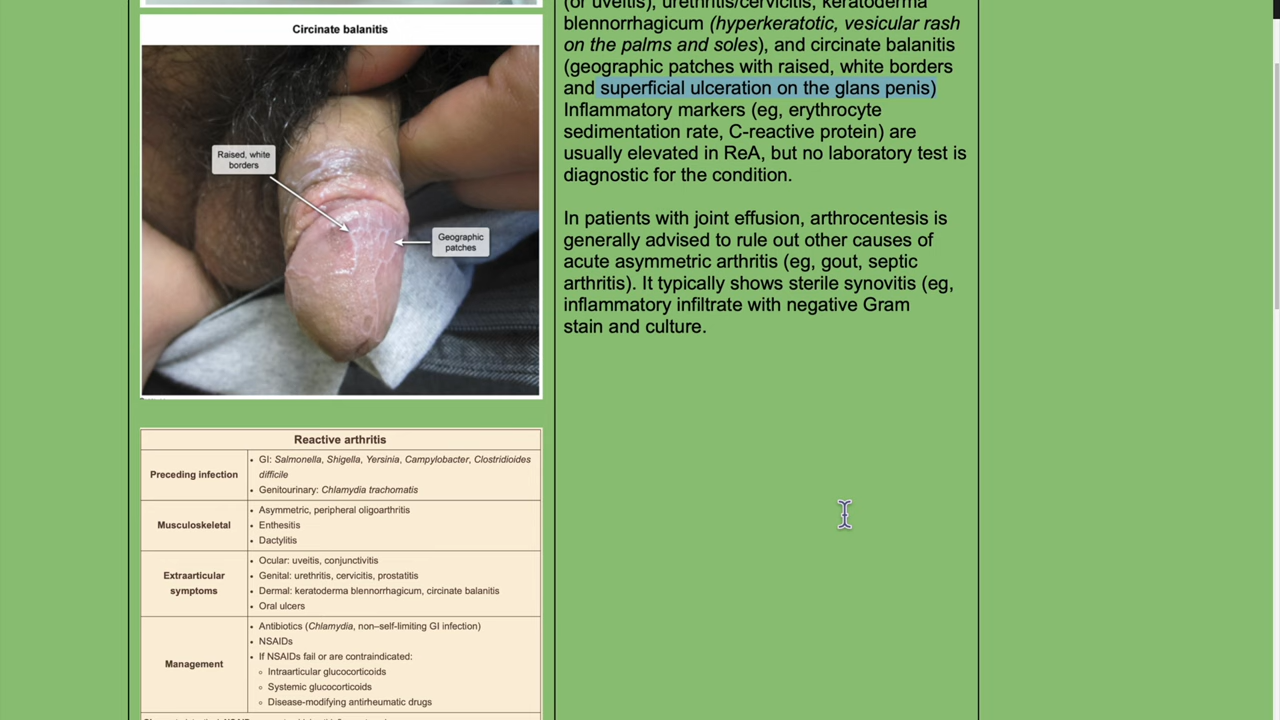 Circinate balanitis
Raised, white
borders
Geographic
patches
Reactive arthritis
Preceding infection
• GI: Salmonella, Shigella, Yersinia, Campylobacter, Clostridioides
difficile
• Genitourinary: Chlamydia trachomatis
Musculoskeletal
• Asymmetric, peripheral oligoarthritis
• Enthesitis
• Dactylitis
Extraarticular
symptoms
• Ocular: uveitis, conjunctivitis
• Genital: urethritis, cervicitis, prostatitis
• Dermal: keratoderma blennorrhagicum, circinate balanitis
• Oral ulcers
Management
• Antibiotics (Chlamydia, non–self-limiting GI infection)
• NSAIDs
• If NSAIDs fail or are contraindicated:
○ Intraarticular glucocorticoids
○ Systemic glucocorticoids
○ Disease-modifying antirheumatic drugs
(or uveitis), urethritis/cervicitis, keratoderma
blennorrhagicum (hyperkeratotic, vesicular rash
on the palms and soles), and circinate balanitis
(geographic patches with raised, white borders
and superficial ulceration on the glans penis)
Inflammatory markers (eg, erythrocyte
sedimentation rate, C-reactive protein) are
usually elevated in ReA, but no laboratory test is
diagnostic for the condition.
In patients with joint effusion, arthrocentesis is
generally advised to rule out other causes of
acute asymmetric arthritis (eg, gout, septic
arthritis). It typically shows sterile synovitis (eg,
inflammatory infiltrate with negative Gram
stain and culture.